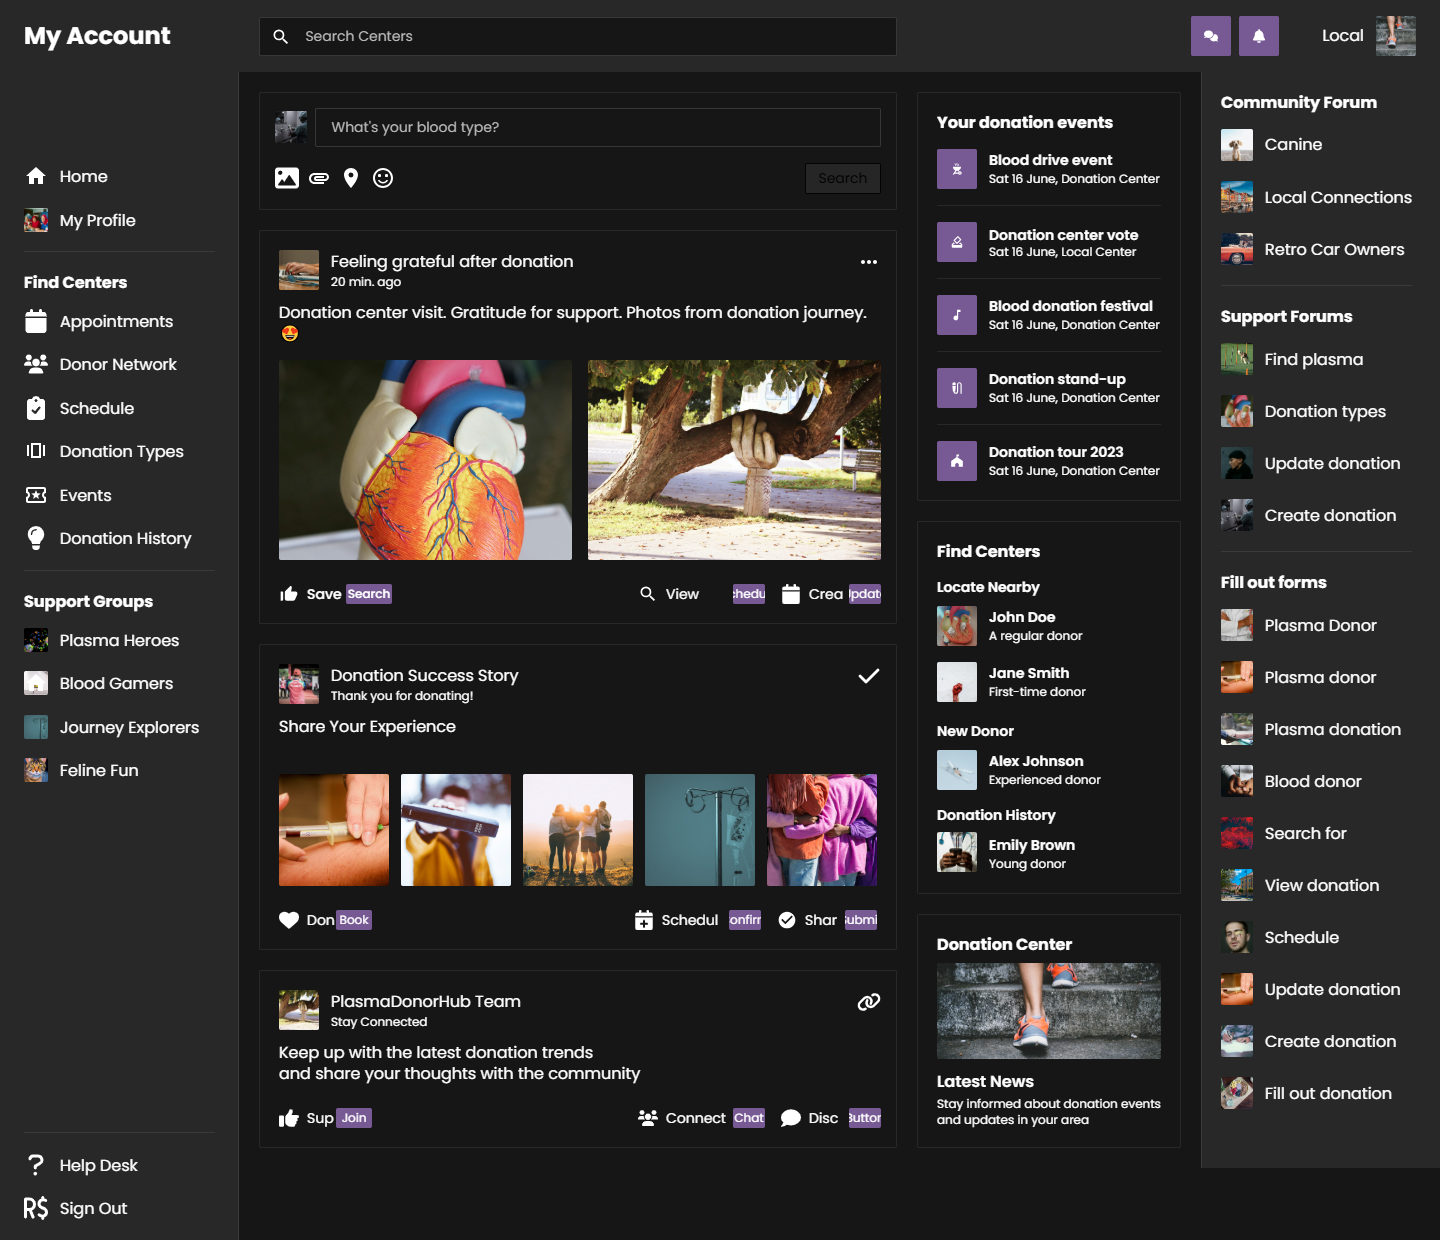 My Account
Search Centers
Local
Home
My Profile
Find Centers
Appointments
Donor Network
Schedule
Donation Types
Events
Donation History
Support Groups
Plasma Heroes
Blood Gamers
Journey Explorers
Feline Fun
Help Desk
Sign Out
What's your blood type?
Search
Feeling grateful after donation
20 min. ago
Donation center visit. Gratitude for support. Photos from donation journey.
Save Search
View
Crea
Donation Success Story
Thank you for donating!
Share Your Experience
Don Book
Schedul
Shar
PlasmaDonorHub Team
Stay Connected
Keep up with the latest donation trends
and share your thoughts with the community
Sup Join
Connect Chat
Disc
Your donation events
Blood drive event
Sat 16 June, Donation Center
Donation center vote
Sat 16 June, Local Center
Blood donation festival
Sat 16 June, Donation Center
Donation stand-up
Sat 16 June, Donation Center
Donation tour 2023
Sat 16 June, Donation Center
Find Centers
Locate Nearby
John Doe
A regular donor
Jane Smith
First-time donor
New Donor
Alex Johnson
Experienced donor
Donation History
Emily Brown
Young donor
Donation Center
Latest News
Stay informed about donation events
and updates in your area
Community Forum
Canine
Local Connections
Retro Car Owners
Support Forums
Find plasma
Donation types
Update donation
Create donation
Fill out forms
Plasma Donor
Plasma donor
Plasma donation
Blood donor
Search for
View donation
Schedule
Update donation
Create donation
Fill out donation